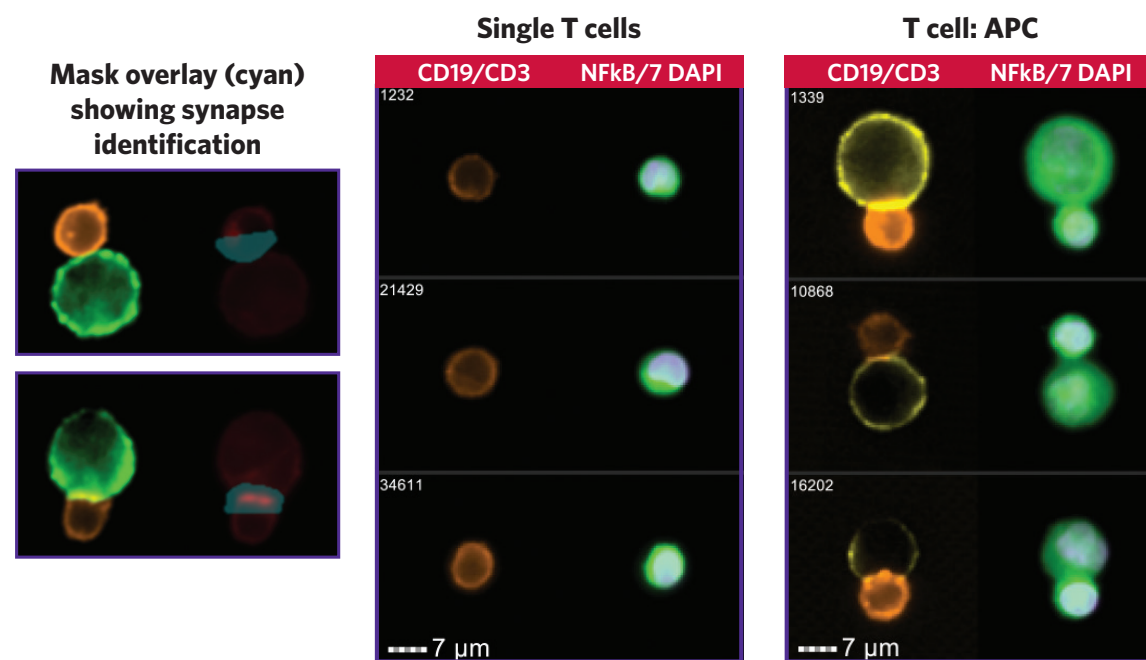 Mask overlay (cyan)
showing synapse
identification
Single T cells
CD19/CD3 NFkB/7 DAPI
1232
21429
34611
7 µm
T cell: APC
CD19/CD3 NFkB/7 DAPI
1339
10868
16202
7 µm